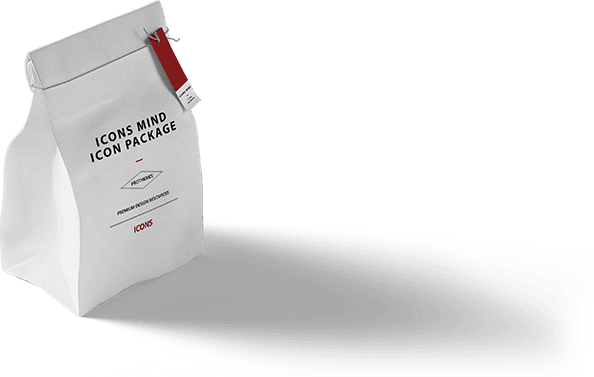 ICONS MIND
ICON PACKAGE
PROTHEMES
PREMIUM DESIGN RESOURCES
ICONS